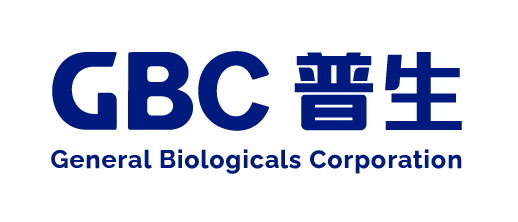 GBC 普生
General Biologicals Corporation